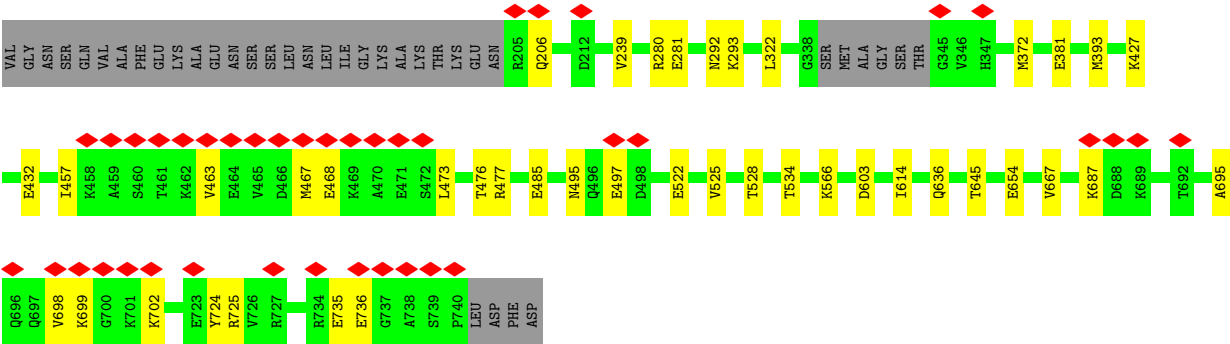 VAL GLY ASN SER GLN VAL ALA PHE GLU LYS ALA GLU ASN SER SER LEU ASN LEU ILE GLY LYS ALA LYS THR LYS GLU ASN R205 Q206 D212 V239 R280 E281 N292 K293 L322 G338 SER MET ALA GLY SER THR G345 V346 H347 M372 E381 M393 K427
E432 I457 K458 A459 S460 T461 K462 V463 E464 V465 D466 M467 E468 K469 A470 E471 S472 L473 T476 R477 E485 N495 Q496 E497 D498 E522 V525 T528 T534 K566 D603 I614 Q636 T645 E654 V667 K687 D688 K689 T692 A695
Q696 Q697 V698 K699 G700 K701 K702 E723 Y724 R725 V726 R727 R734 E735 E736 G737 A738 S739 P740 LEU ASP PHE ASP